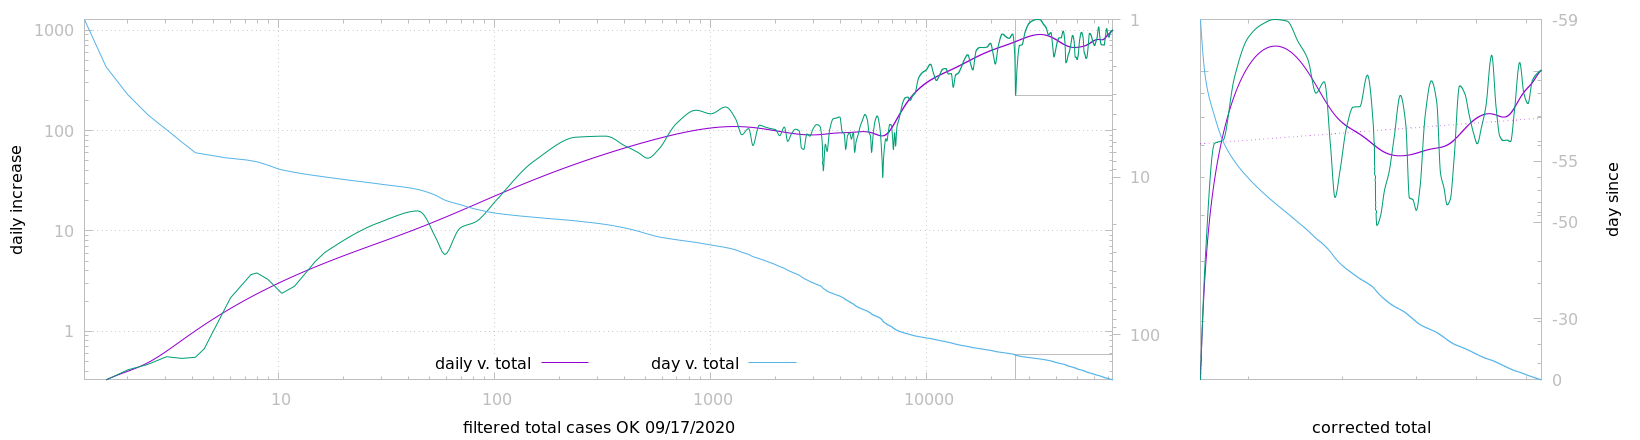 1000
100
10
1
daily increase
10
100
1000
10000
filtered total cases OK 09/17/2020
daily v. total
day v. total
1
10
100
-59
-55
-50
-30
0
day since
corrected total